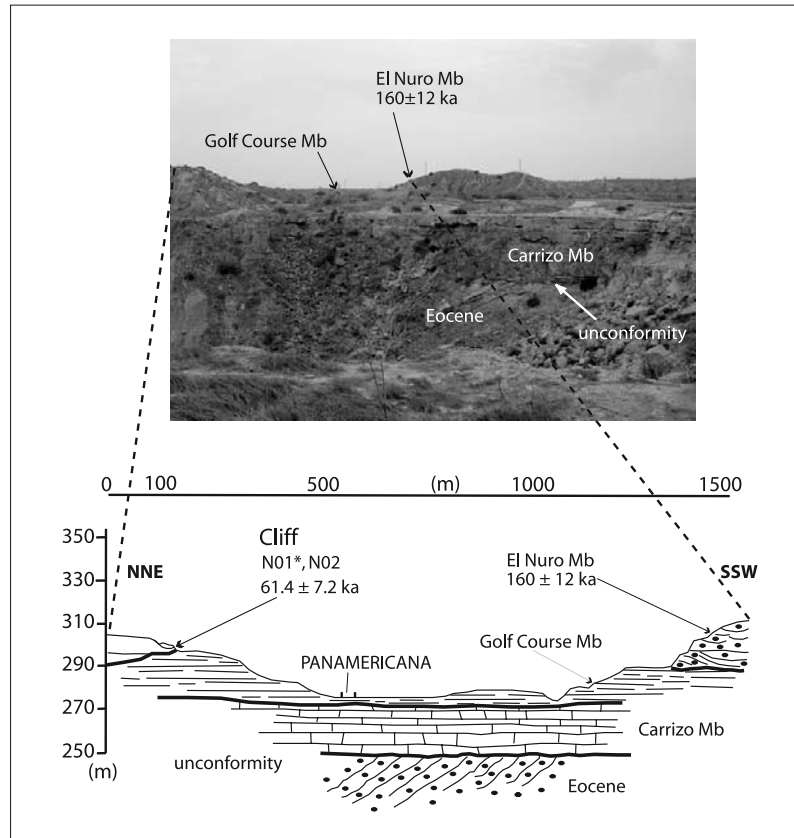 El Nuro Mb
160±12 ka
Golf Course Mb
Carrizo Mb
Eocene
unconformity
0 100 500 (m) 1000 1500
350
330
310
290
270
250
(m)
NNE
Cliff
N01*, N02
61.4 ± 7.2 ka
PANAMERICANA
El Nuro Mb
160 ± 12 ka
SSW
Golf Course Mb
Carrizo Mb
unconformity
Eocene